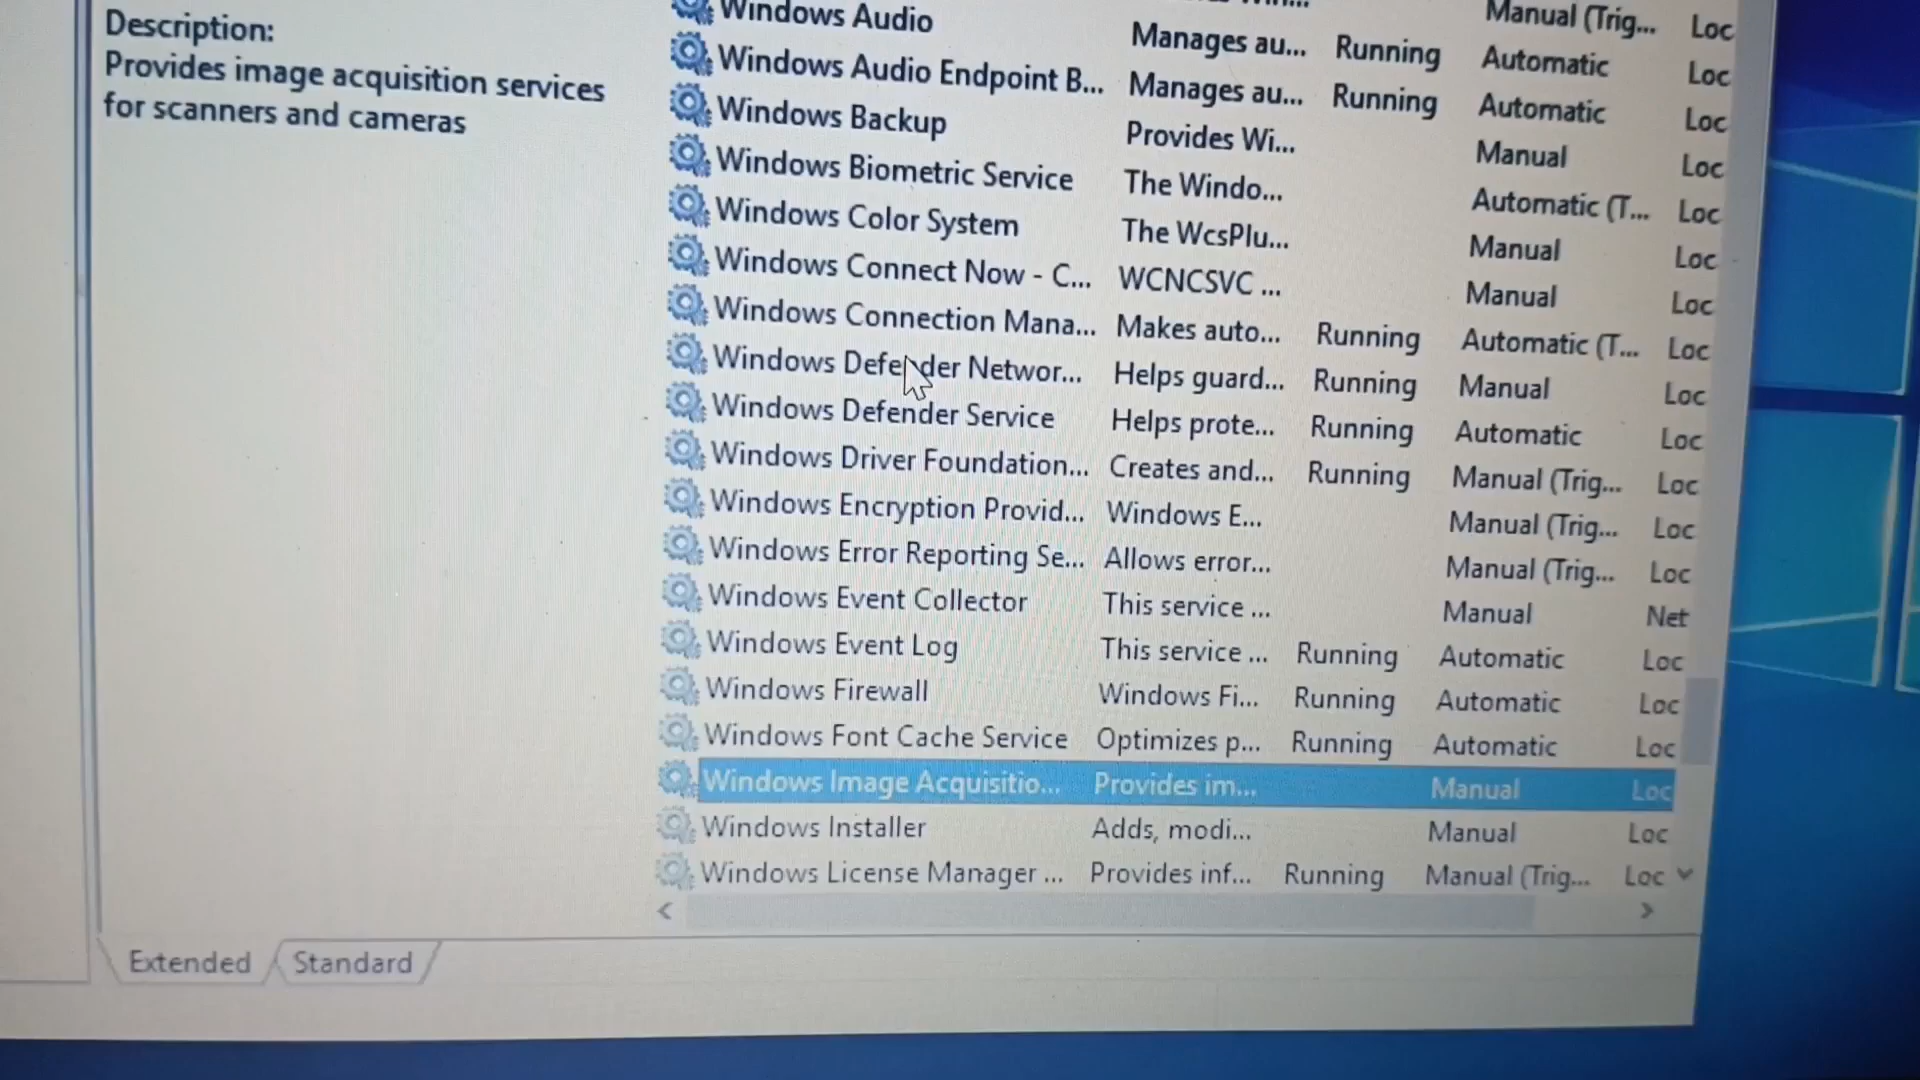 Description:
Provides image acquisition services
for scanners and cameras
Manual (Trig... Loc
Windows Audio Manages au... Running Automatic Loc
Windows Audio Endpoint B... Manages au... Running Automatic Loc
Windows Backup Provides Wi... Manual Loc
Windows Biometric Service The Windo... Automatic (T... Loc
Windows Color System The WcsPlu... Manual Loc
Windows Connect Now - C... WCNCSVC ... Manual Loc
Windows Connection Mana... Makes auto... Running Automatic (T... Loc
Windows Defender Networ... Helps guard... Running Manual Loc
Windows Defender Service Helps prote... Running Automatic Loc
Windows Driver Foundation... Creates and... Running Manual (Trig... Loc
Windows Encryption Provid... Windows E... Manual (Trig... Loc
Windows Error Reporting Se... Allows error... Manual (Trig... Loc
Windows Event Collector This service ... Manual Net
Windows Event Log This service ... Running Automatic Loc
Windows Firewall Windows Fi... Running Automatic Loc
Windows Font Cache Service Optimizes p... Running Automatic Loc
Windows Image Acquisitio... Provides im... Manual Loc
Windows Installer Adds, modi... Manual Loc
Windows License Manager ... Provides inf... Running Manual (Trig... Loc
Extended Standard